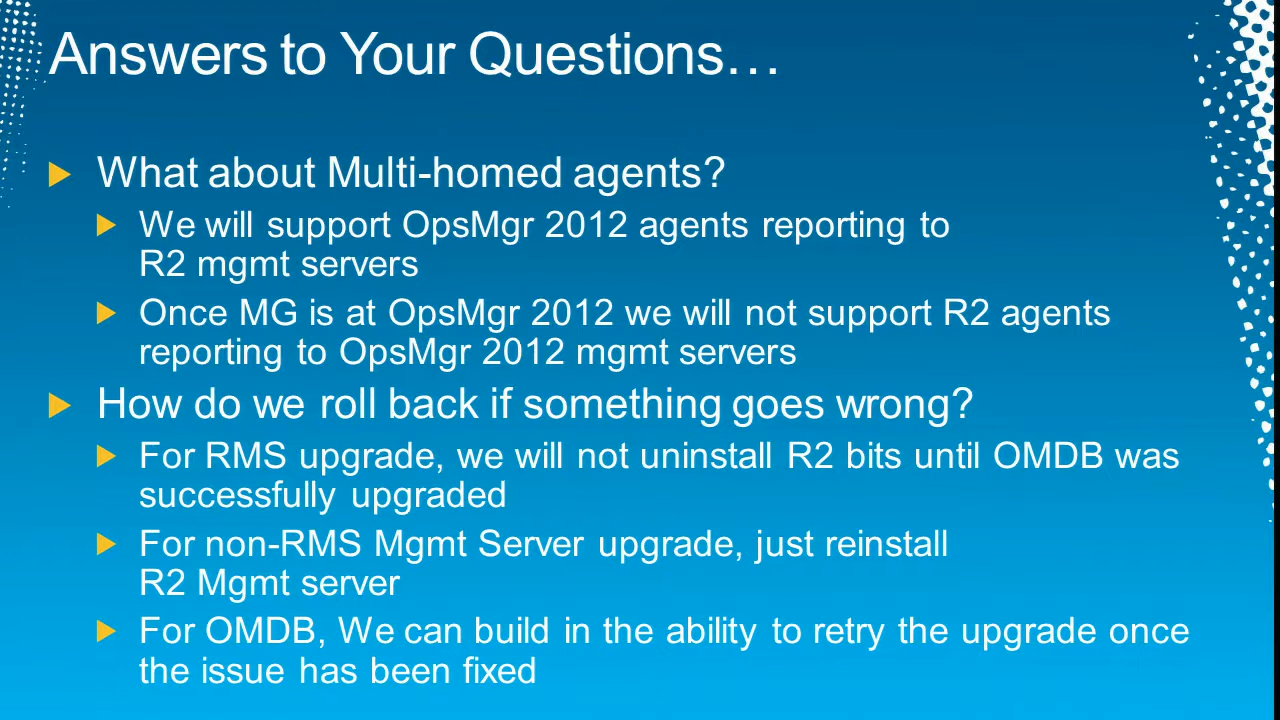 Answers to Your Questions…
What about Multi-homed agents?
We will support OpsMgr 2012 agents reporting to
R2 mgmt servers
Once MG is at OpsMgr 2012 we will not support R2 agents
reporting to OpsMgr 2012 mgmt servers
How do we roll back if something goes wrong?
For RMS upgrade, we will not uninstall R2 bits until OMDB was
successfully upgraded
For non-RMS Mgmt Server upgrade, just reinstall
R2 Mgmt server
For OMDB, We can build in the ability to retry the upgrade once
the issue has been fixed